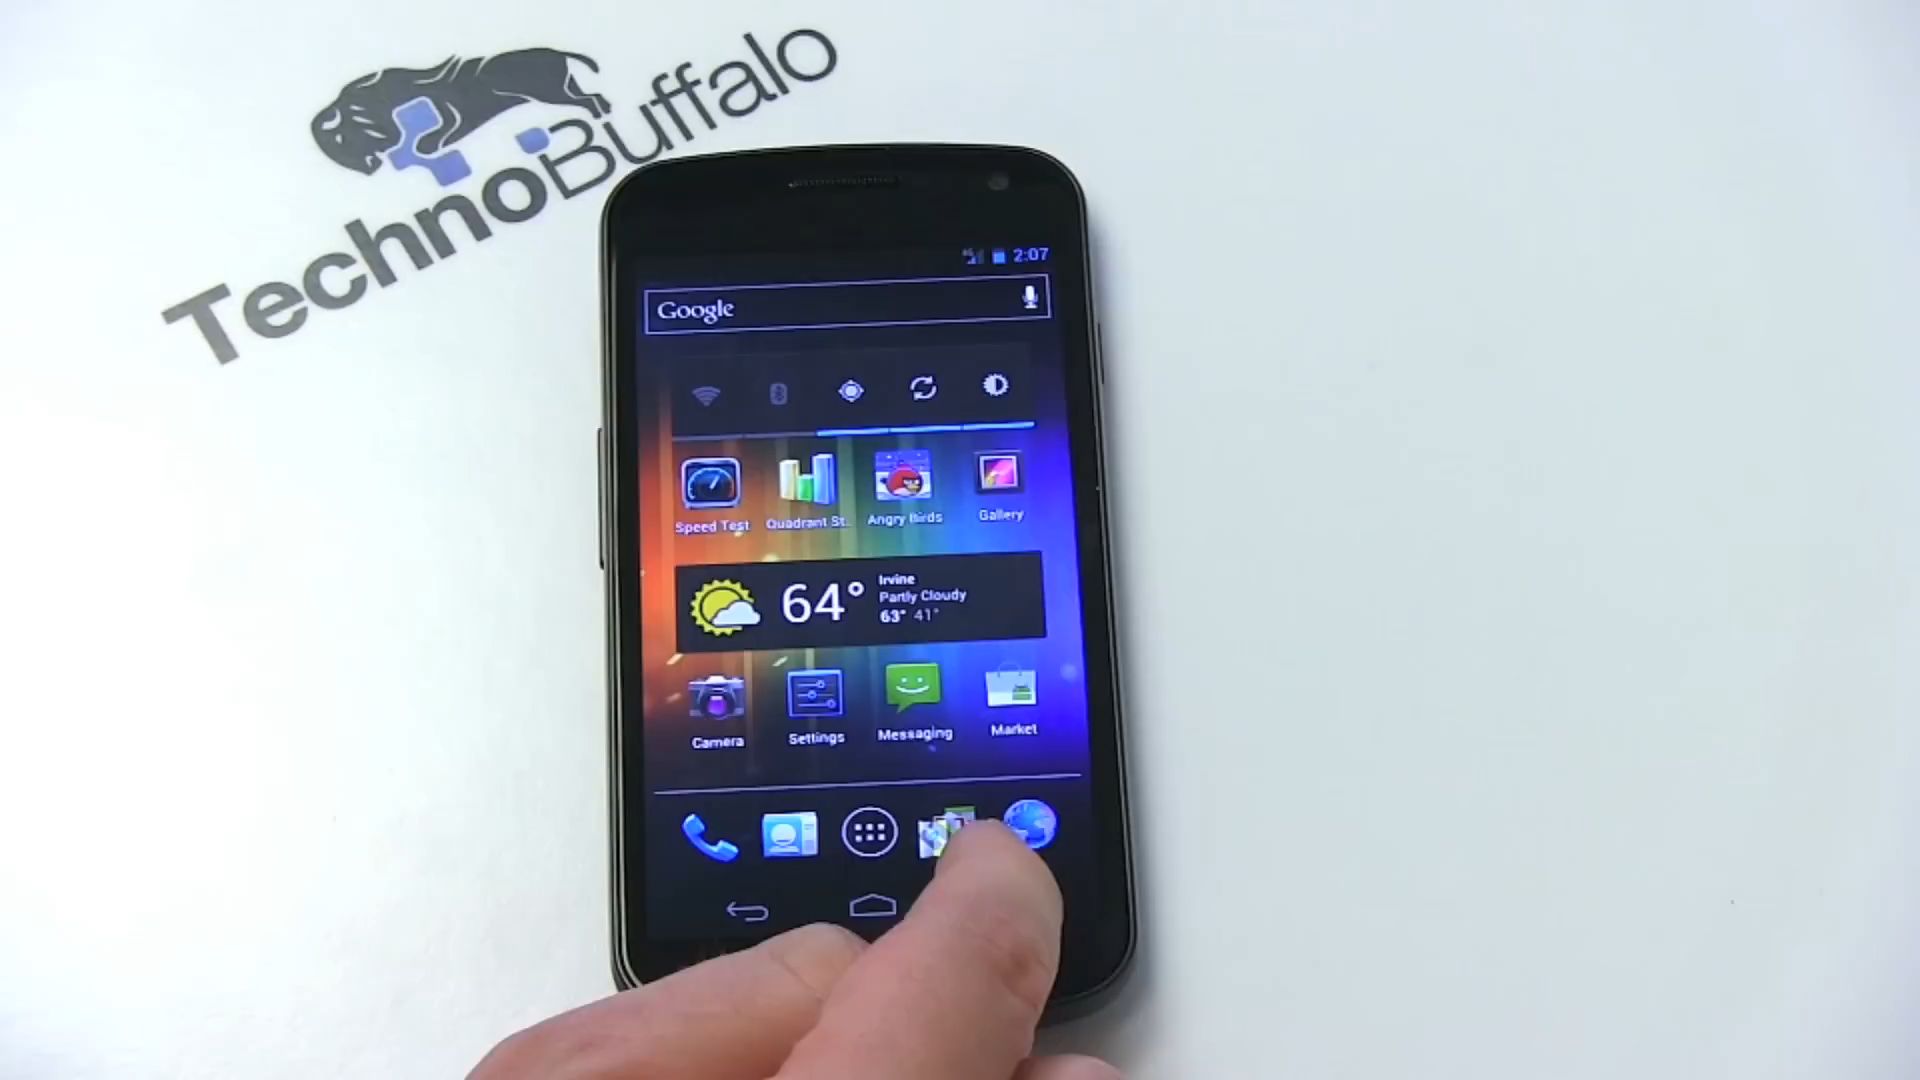 TechnoBuffalo
4G 2:07
Google
Speed Test
Quadrant St..
Angry Birds
Gallery
64°
Irvine
Partly Cloudy
63° 41°
Camera
Settings
Messaging
Market